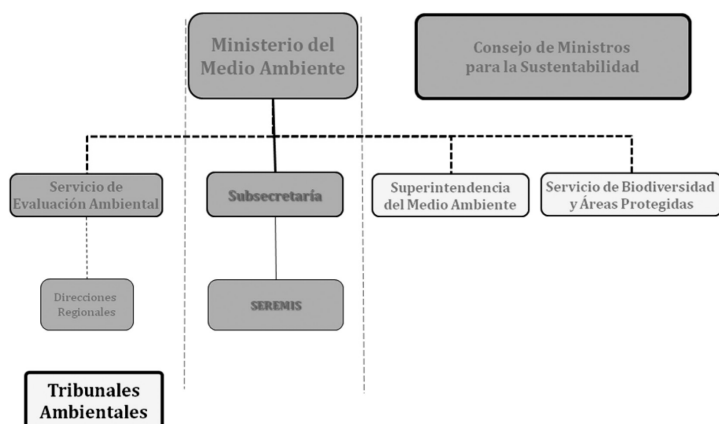 Ministerio del
Medio Ambiente
Consejo de Ministros
para la Sustentabilidad
Servicio de
Evaluación Ambiental
Subsecretaría
Superintendencia
del Medio Ambiente
Servicio de Biodiversidad
y Áreas Protegidas
Direcciones
Regionales
SEREMIS
Tribunales
Ambientales